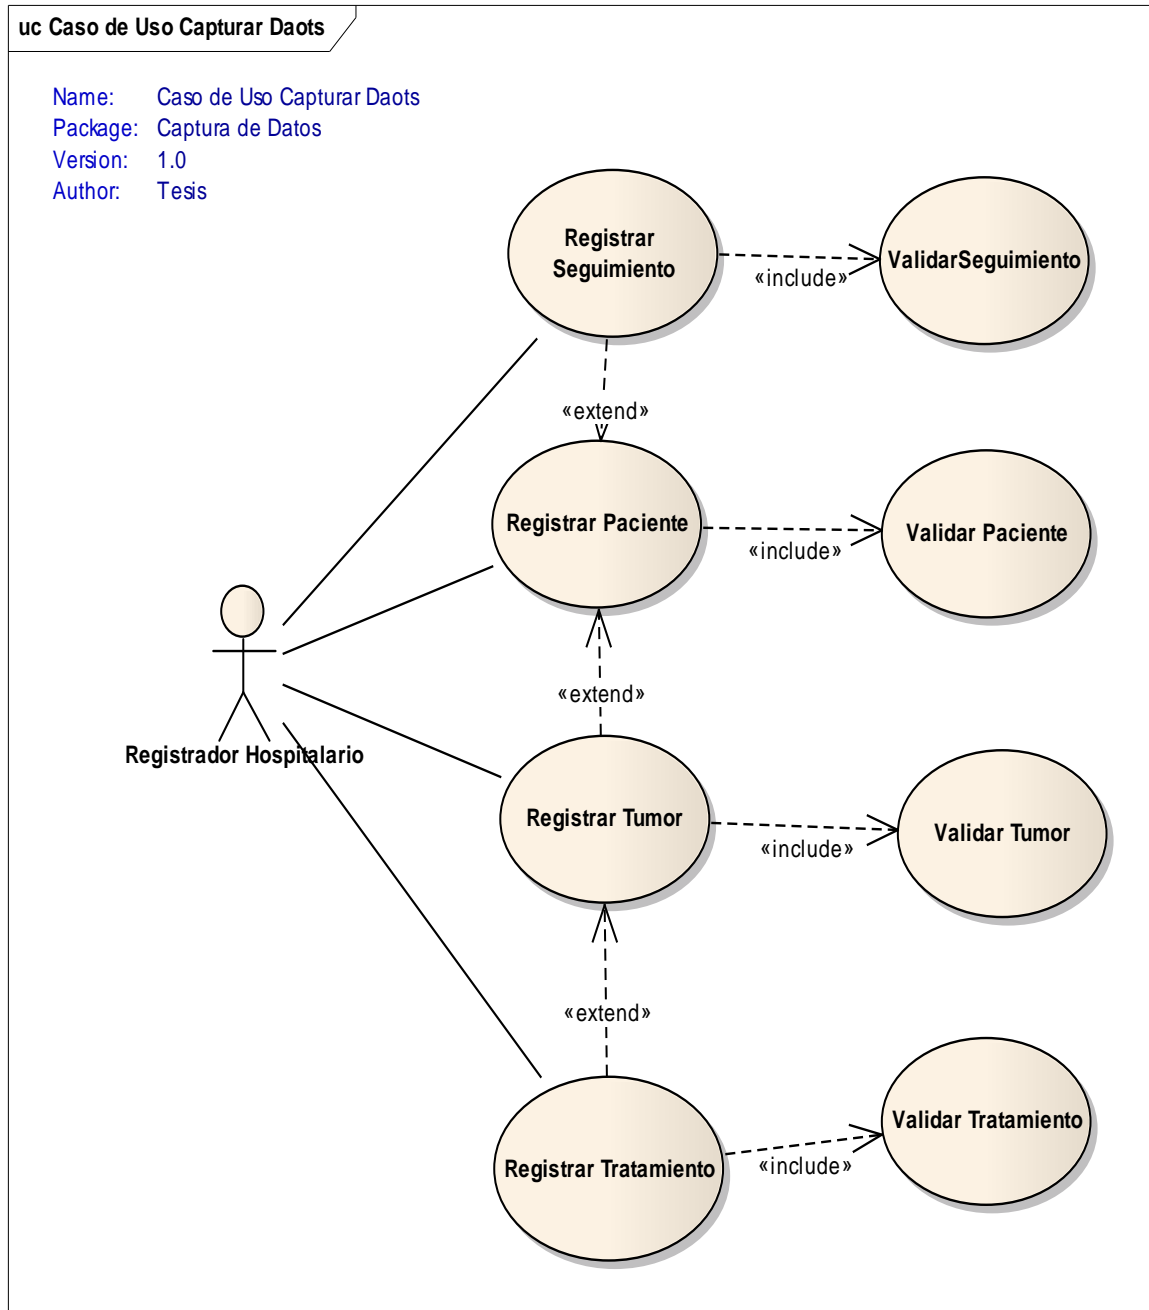 uc Caso de Uso Capturar Daots
Name: Caso de Uso Capturar Daots
Package: Captura de Datos
Version: 1.0
Author: Tesis
Registrar
Seguimiento
«include»
ValidarSeguimiento
«extend»
Registrar Paciente
«include»
Validar Paciente
«extend»
Registrador Hospitalario
Registrar Tumor
«include»
Validar Tumor
«extend»
Registrar Tratamiento
«include»
Validar Tratamiento